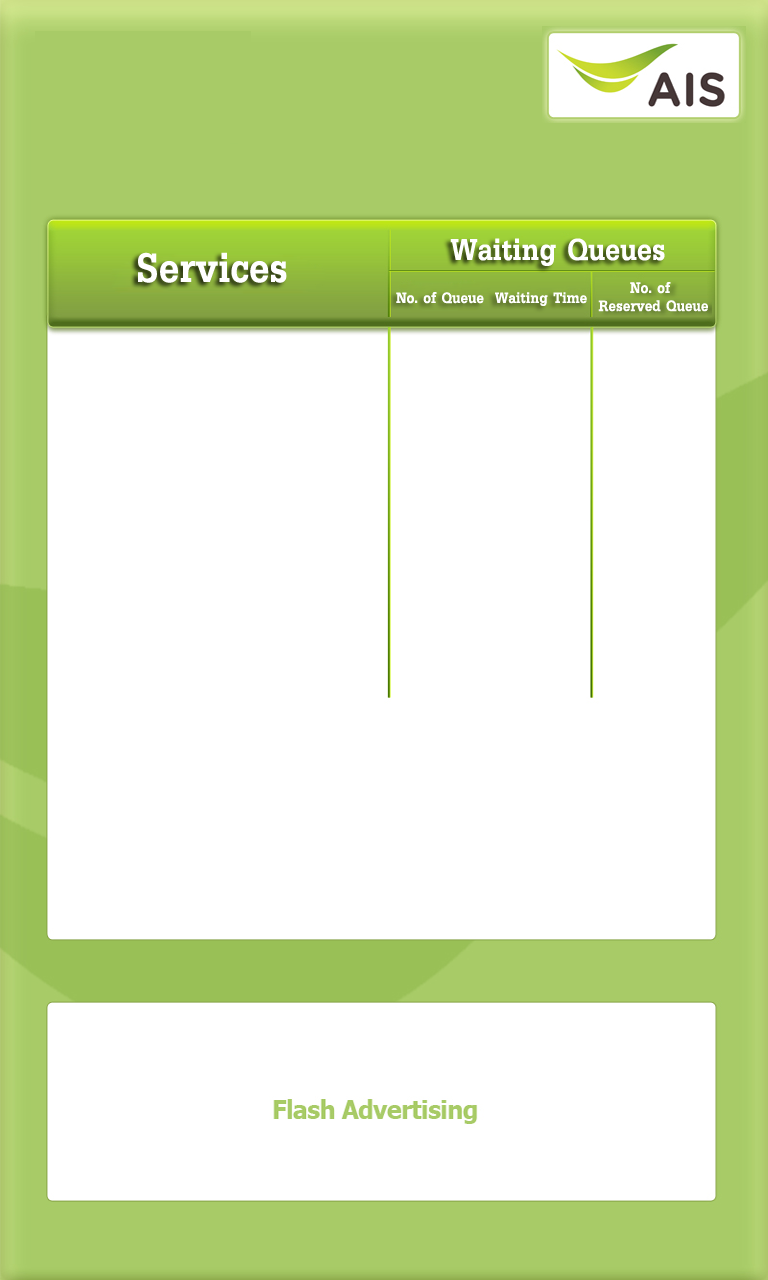 AIS
Services
Waiting Queues
No. of Queue
Waiting Time
No. of
Reserved Queue
Flash Advertising